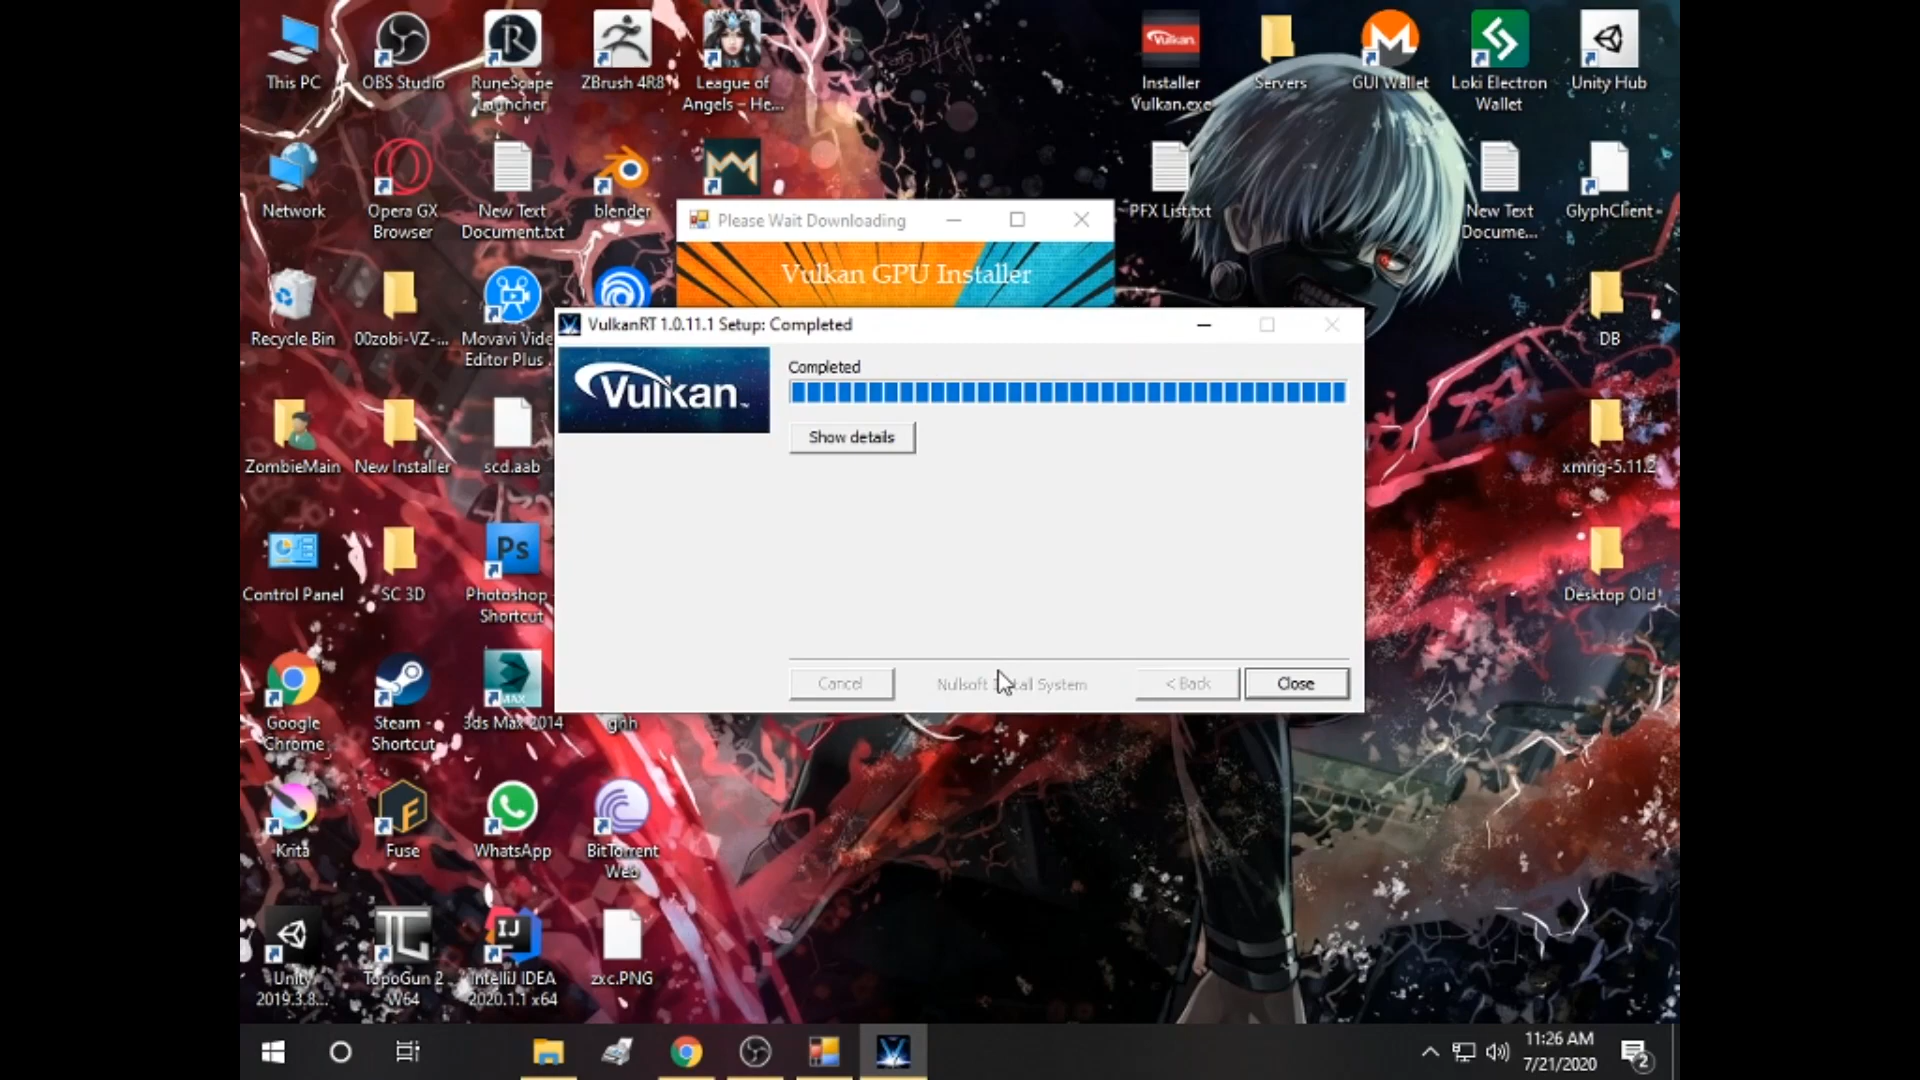 This PC
OBS Studio
RuneScape
Launcher
ZBrush 4R8
League of
Angels – He...
Vulkan
Installer
Vulkan.exe
Servers
GUI Wallet
Loki Electron
Wallet
Unity Hub
Network
Opera GX
Browser
New Text
Document.txt
blender
PFX List.txt
New Text
Docume...
GlyphClient
Please Wait Downloading
Vulkan GPU Installer
Recycle Bin
00zobi-VZ-...
Movavi Vide
Editor Plus
DB
VulkanRT 1.0.11.1 Setup: Completed
Vulkan™
Completed
Show details
ZombieMain
New Installer
scd.aab
xmrig-5.11.2
Control Panel
SC 3D
Ps
Photoshop
Shortcut
Desktop Old
Cancel
Nullsoft
System
< Back
Close
Google
Chrome
Steam -
Shortcut
MAX
3ds Max 2014
Krita
Fuse
WhatsApp
BitTorrent
Web
Unity
2019.3.8...
TopoGun 2
W64
IJ
IntelliJ IDEA
2020.1.1 x64
zxc.PNG
11:26 AM
7/21/2020
2